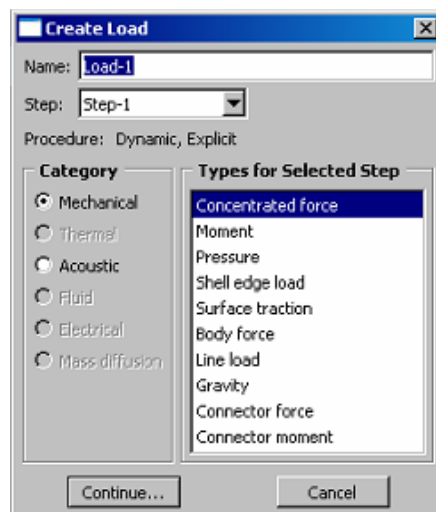 Create Load
Name: Load-1
Step: Step-1
Procedure: Dynamic, Explicit
Category
Mechanical
Thermal
Acoustic
Fluid
Electrical
Mass diffusion
Types for Selected Step
Concentrated force
Moment
Pressure
Shell edge load
Surface traction
Body force
Line load
Gravity
Connector force
Connector moment
Continue...
Cancel